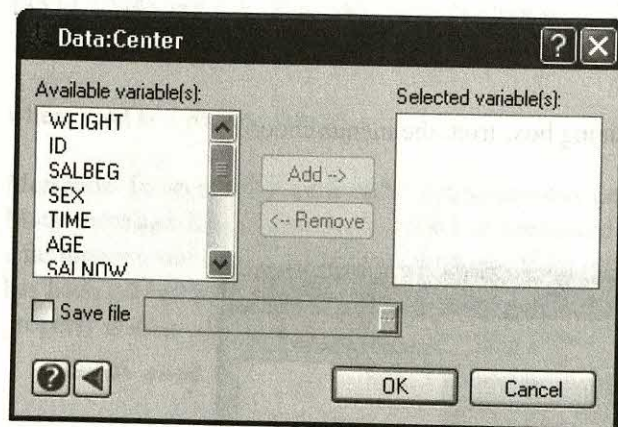 Data:Center
Available variable(s):
Selected variable(s):
WEIGHT
ID
SALBEG
SEX
TIME
AGE
SALNOW
Add -->
<-- Remove
Save file
...
OK
Cancel